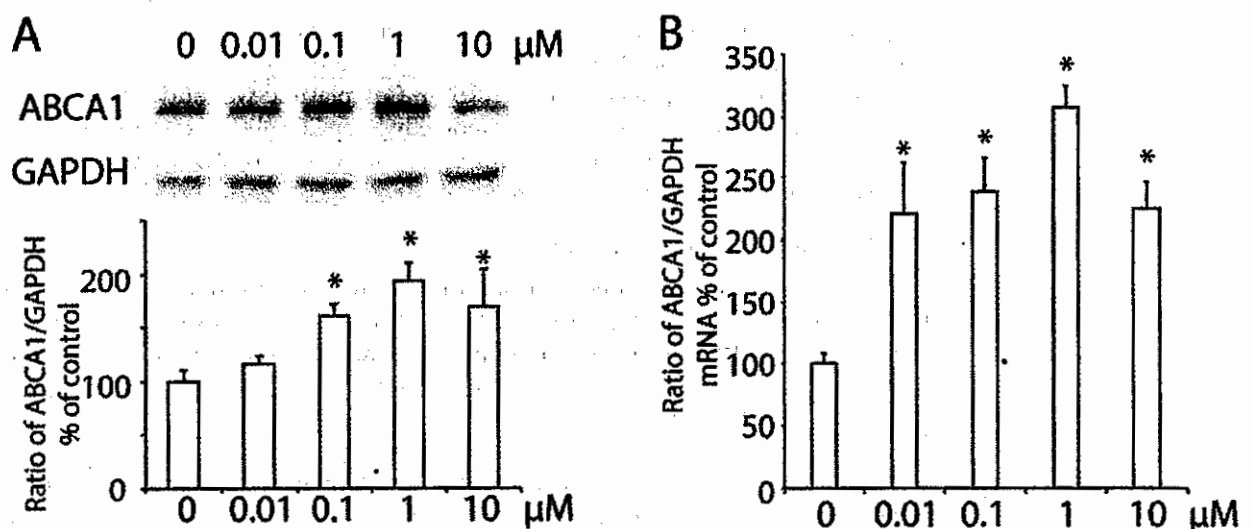 A
0 0.01 0.1 1 10 μM
ABCA1
GAPDH
Ratio of ABCA1/GAPDH
% of control
200
100
0
* * *
0 0.01 0.1 1 10 μM
B
Ratio of ABCA1/GAPDH
mRNA % of control
350
300
250
200
150
100
50
0
* * * *
0 0.01 0.1 1 10 μM